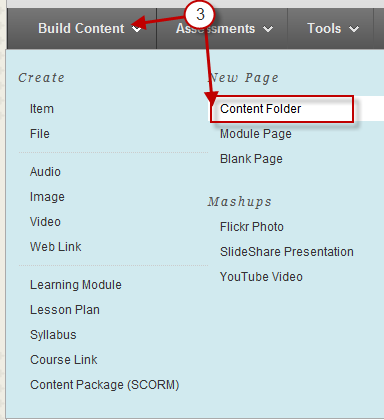 3
Build Content
Assessments
Tools
Create
Item
File
Audio
Image
Video
Web Link
Learning Module
Lesson Plan
Syllabus
Course Link
Content Package (SCORM)
New Page
Content Folder
Module Page
Blank Page
Mashups
Flickr Photo
SlideShare Presentation
YouTube Video